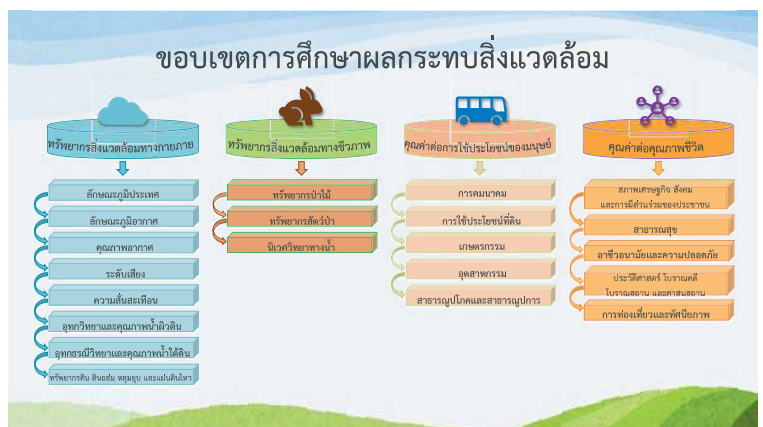 ขอบเขตการศึกษาผลกระทบสิ่งแวดล้อม
ทรัพยากรสิ่งแวดล้อมทางกายภาย
ลักษณะภูมิประเทศ
ลักษณะภูมิอากาศ
คุณภาพอากาศ
ระดับเสียง
ความสั่นสะเทือน
อุทกวิทยาและคุณภาพน้ำผิวดิน
อุทกธรณีวิทยาและคุณภาพน้ำใต้ดิน
ทรัพยากรดิน ดินถล่ม หลุมยุบ และแผ่นดินไหว
ทรัพยากรสิ่งแวดล้อมทางชีวภาพ
ทรัพยากรป่าไม้
ทรัพยากรสัตว์ป่า
นิเวศวิทยาทางน้ำ
คุณค่าต่อการใช้ประโยชน์ของมนุษย์
การคมนาคม
การใช้ประโยชน์ที่ดิน
เกษตรกรรม
อุตสาหกรรม
สาธารณูปโภคและสาธารณูปการ
คุณค่าต่อคุณภาพชีวิต
สภาพเศรษฐกิจ สังคม
และการมีส่วนร่วมของประชาชน
สาธารณสุข
อาชีวอนามัยและความปลอดภัย
ประวัติศาสตร์ โบราณคดี
โบราณสถาน และศาสนสถาน
การท่องเที่ยวและทัศนียภาพ